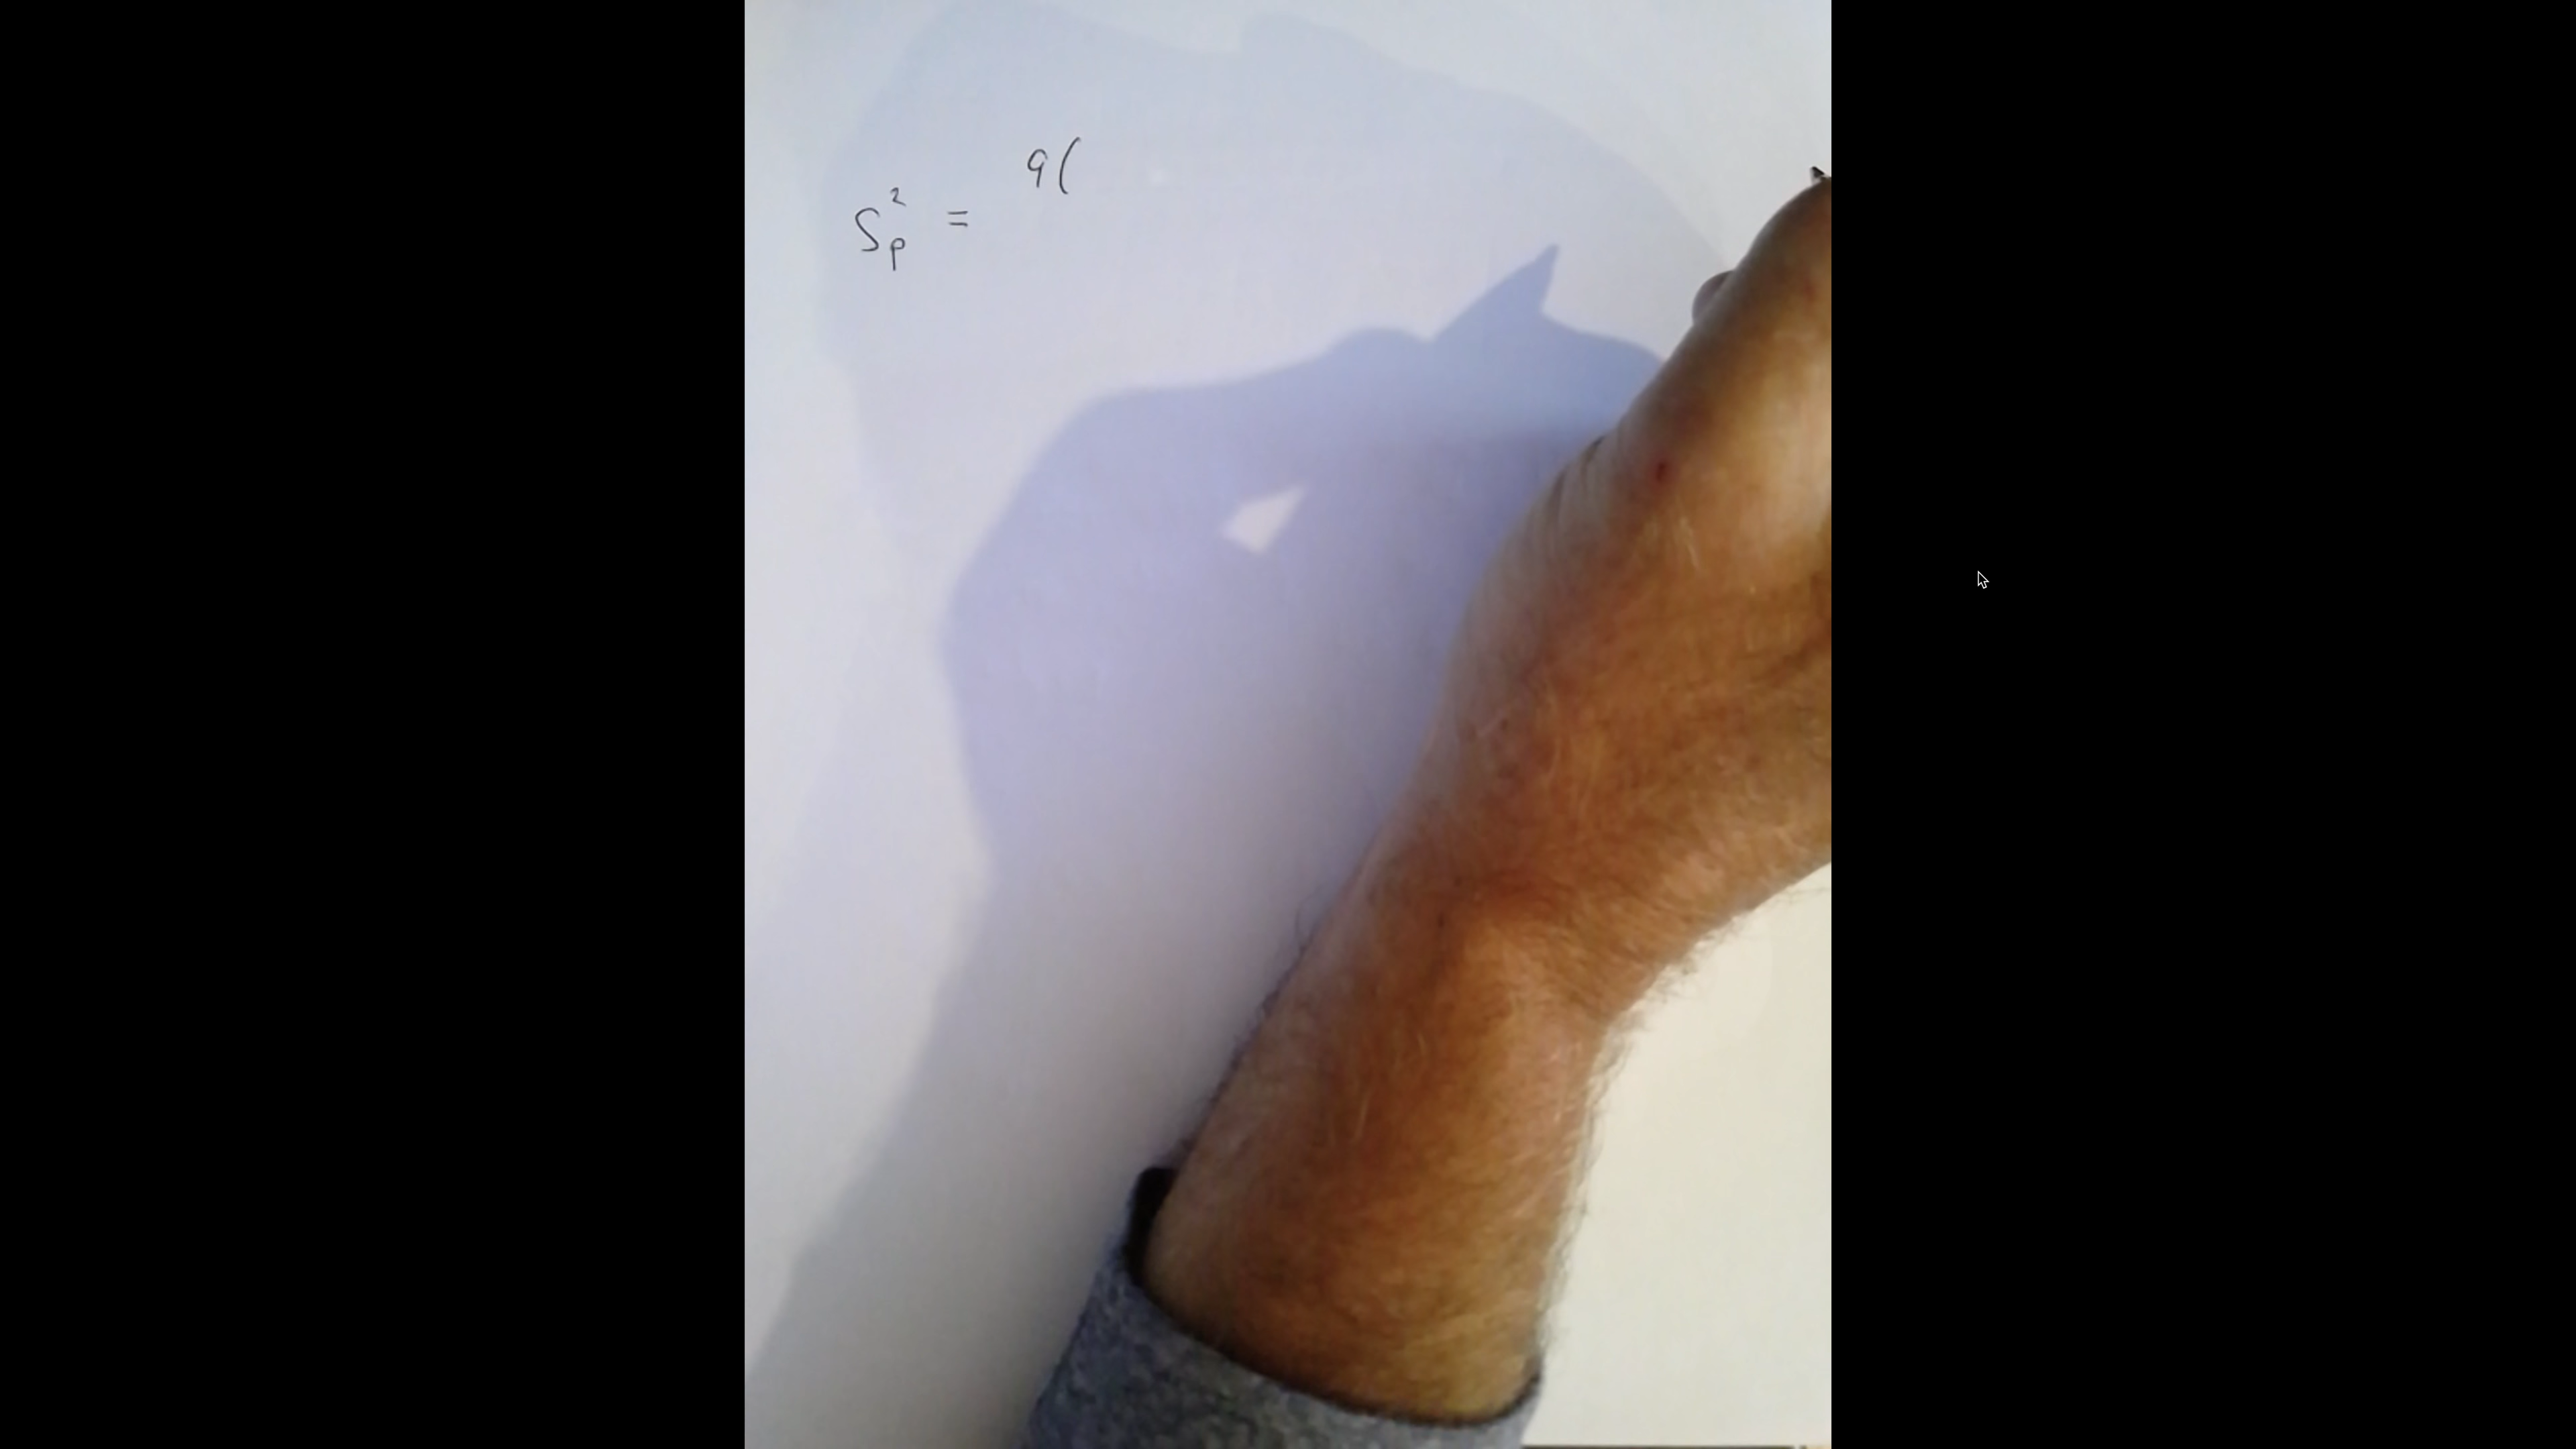 S_p^2 = 9(